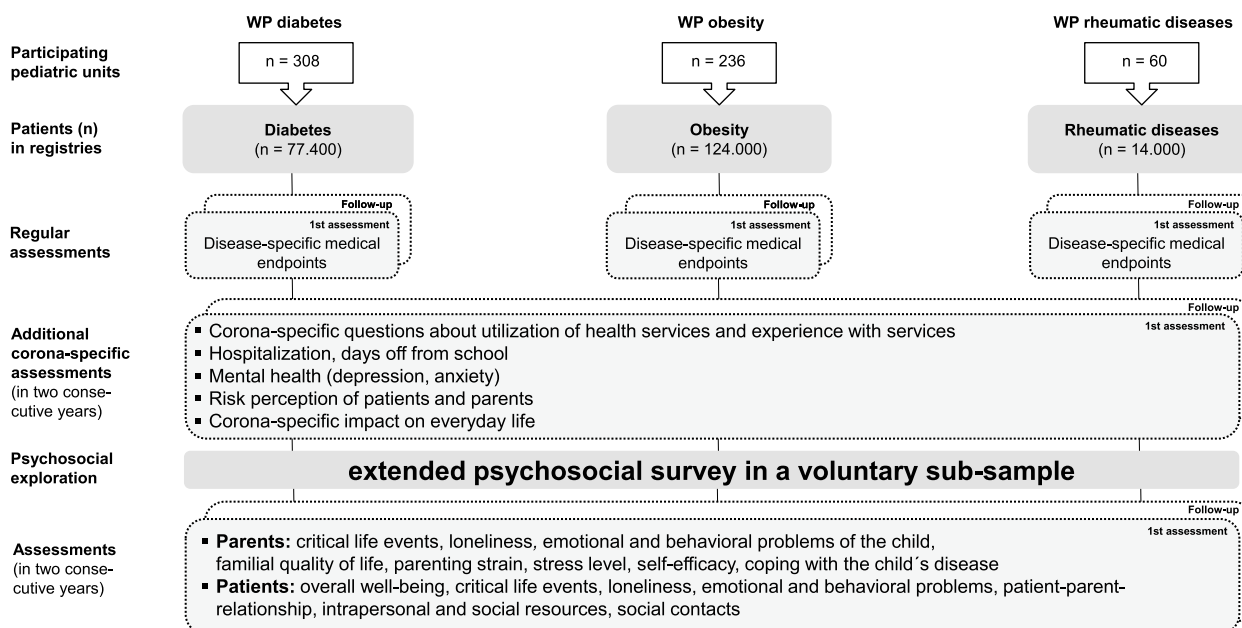 WP diabetes
WP obesity
WP rheumatic diseases
Participating
pediatric units
n = 308
n = 236
n = 60
Patients (n)
in registries
Diabetes
(n = 77.400)
Obesity
(n = 124.000)
Rheumatic diseases
(n = 14.000)
Regular
assessments
Follow-up
1st assessment
Disease-specific medical
endpoints
Follow-up
1st assessment
Disease-specific medical
endpoints
Follow-up
1st assessment
Disease-specific medical
endpoints
Additional
corona-specific
assessments
(in two conse-
cutive years)
Follow-up
1st assessment
▪ Corona-specific questions about utilization of health services and experience with services
▪ Hospitalization, days off from school
▪ Mental health (depression, anxiety)
▪ Risk perception of patients and parents
▪ Corona-specific impact on everyday life
Psychosocial
exploration
extended psychosocial survey in a voluntary sub-sample
Assessments
(in two conse-
cutive years)
Follow-up
1st assessment
▪ Parents: critical life events, loneliness, emotional and behavioral problems of the child,
familial quality of life, parenting strain, stress level, self-efficacy, coping with the child´s disease
▪ Patients: overall well-being, critical life events, loneliness, emotional and behavioral problems, patient-parent-
relationship, intrapersonal and social resources, social contacts